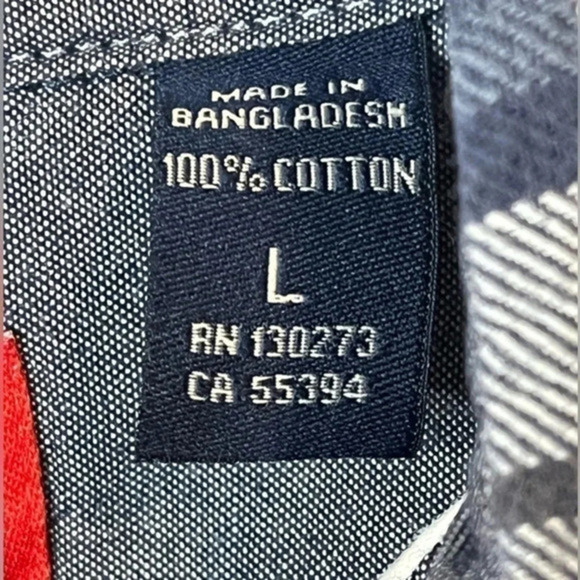 MADE IN
BANGLADESH
100% COTTON
L
RN 130273
CA 55394